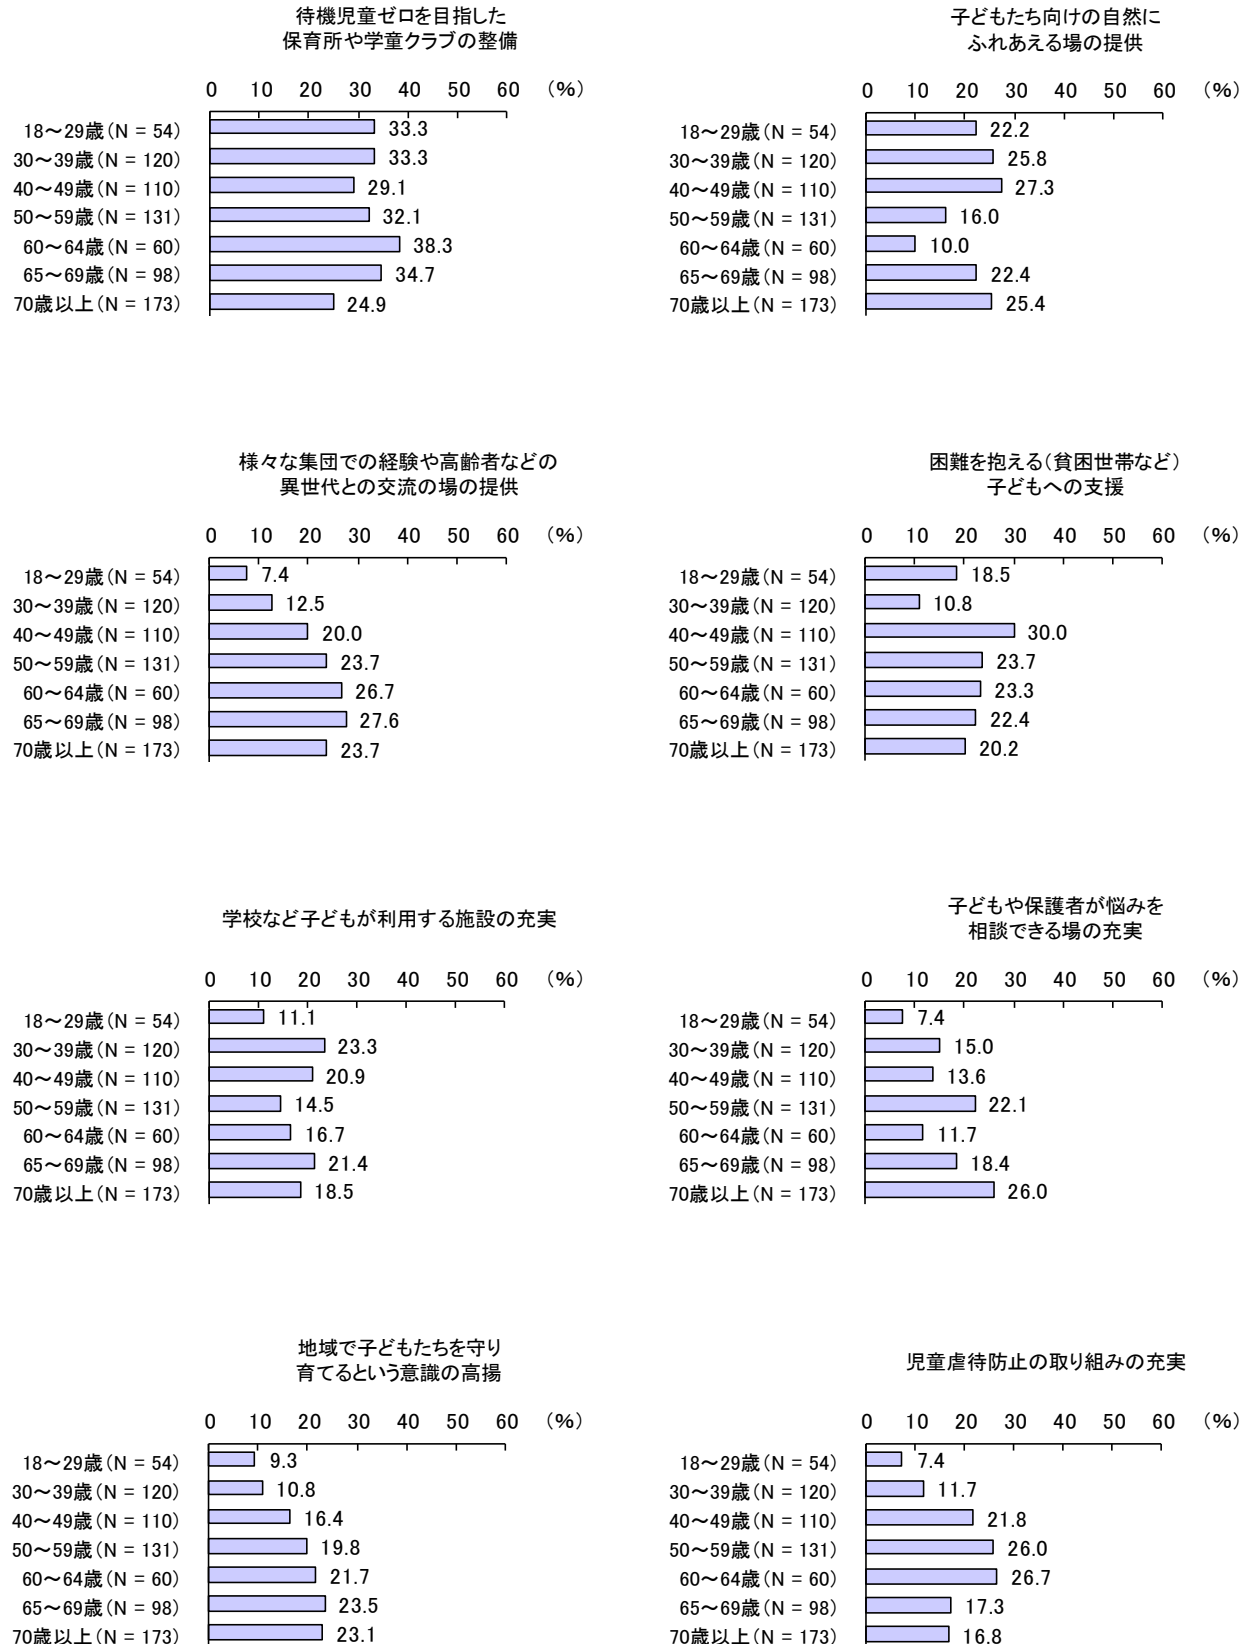 待機児童ゼロを目指した
保育所や学童クラブの整備
0 10 20 30 40 50 60 (%)
18～29歳(N = 54) 33.3
30～39歳(N = 120) 33.3
40～49歳(N = 110) 29.1
50～59歳(N = 131) 32.1
60～64歳(N = 60) 38.3
65～69歳(N = 98) 34.7
70歳以上(N = 173) 24.9
子どもたち向けの自然に
ふれあえる場の提供
0 10 20 30 40 50 60 (%)
18～29歳(N = 54) 22.2
30～39歳(N = 120) 25.8
40～49歳(N = 110) 27.3
50～59歳(N = 131) 16.0
60～64歳(N = 60) 10.0
65～69歳(N = 98) 22.4
70歳以上(N = 173) 25.4
様々な集団での経験や高齢者などの
異世代との交流の場の提供
0 10 20 30 40 50 60 (%)
18～29歳(N = 54) 7.4
30～39歳(N = 120) 12.5
40～49歳(N = 110) 20.0
50～59歳(N = 131) 23.7
60～64歳(N = 60) 26.7
65～69歳(N = 98) 27.6
70歳以上(N = 173) 23.7
困難を抱える(貧困世帯など)
子どもへの支援
0 10 20 30 40 50 60 (%)
18～29歳(N = 54) 18.5
30～39歳(N = 120) 10.8
40～49歳(N = 110) 30.0
50～59歳(N = 131) 23.7
60～64歳(N = 60) 23.3
65～69歳(N = 98) 22.4
70歳以上(N = 173) 20.2
学校など子どもが利用する施設の充実
0 10 20 30 40 50 60 (%)
18～29歳(N = 54) 11.1
30～39歳(N = 120) 23.3
40～49歳(N = 110) 20.9
50～59歳(N = 131) 14.5
60～64歳(N = 60) 16.7
65～69歳(N = 98) 21.4
70歳以上(N = 173) 18.5
子どもや保護者が悩みを
相談できる場の充実
0 10 20 30 40 50 60 (%)
18～29歳(N = 54) 7.4
30～39歳(N = 120) 15.0
40～49歳(N = 110) 13.6
50～59歳(N = 131) 22.1
60～64歳(N = 60) 11.7
65～69歳(N = 98) 18.4
70歳以上(N = 173) 26.0
地域で子どもたちを守り
育てるという意識の高揚
0 10 20 30 40 50 60 (%)
18～29歳(N = 54) 9.3
30～39歳(N = 120) 10.8
40～49歳(N = 110) 16.4
50～59歳(N = 131) 19.8
60～64歳(N = 60) 21.7
65～69歳(N = 98) 23.5
70歳以上(N = 173) 23.1
児童虐待防止の取り組みの充実
0 10 20 30 40 50 60 (%)
18～29歳(N = 54) 7.4
30～39歳(N = 120) 11.7
40～49歳(N = 110) 21.8
50～59歳(N = 131) 26.0
60～64歳(N = 60) 26.7
65～69歳(N = 98) 17.3
70歳以上(N = 173) 16.8